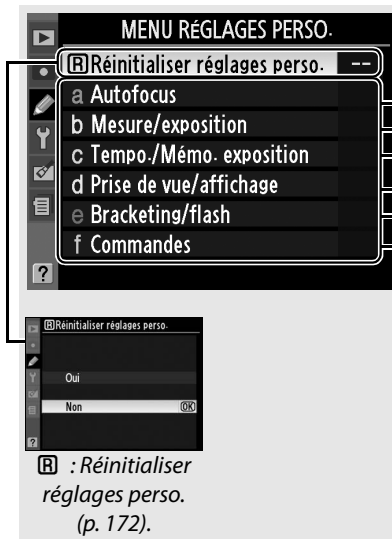 MENU RÉGLAGES PERSO.
R Réinitialiser réglages perso. --
a Autofocus
b Mesure/exposition
c Tempo./Mémo. exposition
d Prise de vue/affichage
e Bracketing/flash
f Commandes
?
R Réinitialiser réglages perso.
Oui
Non OK
?
R : Réinitialiser
réglages perso.
(p. 172).